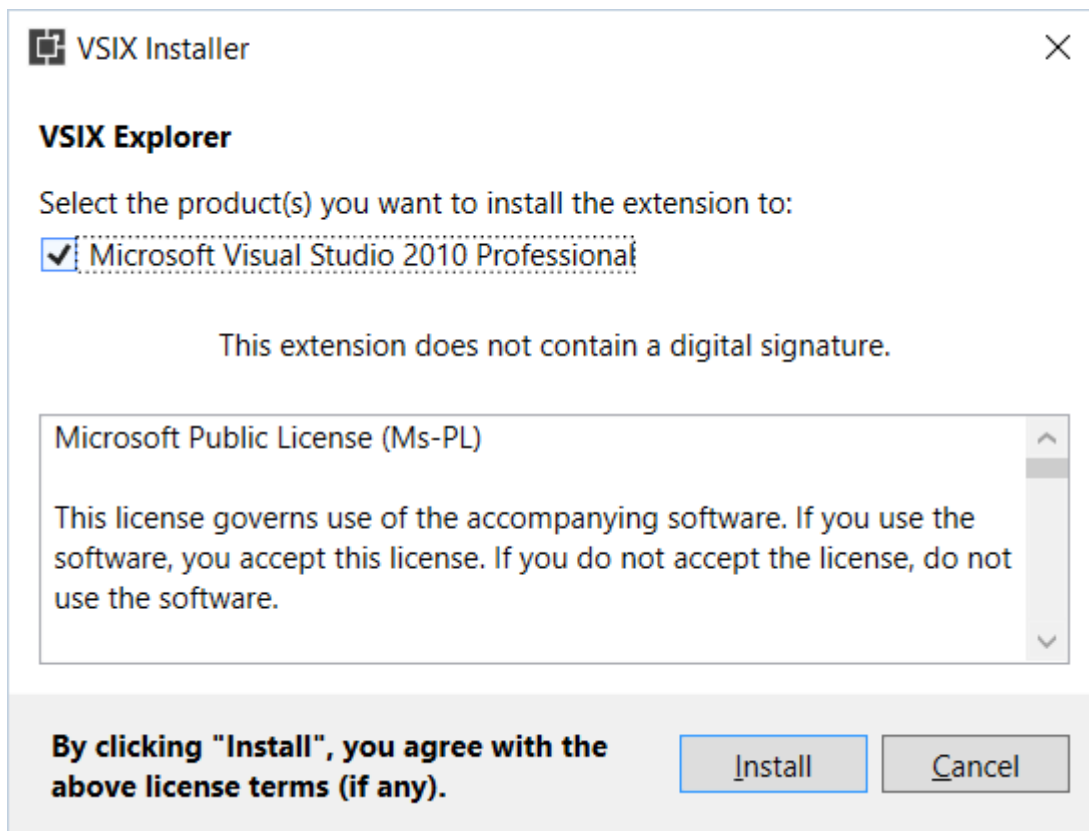 VSIX Installer
VSIX Explorer
Select the product(s) you want to install the extension to:
Microsoft Visual Studio 2010 Professional
This extension does not contain a digital signature.
Microsoft Public License (Ms-PL)
This license governs use of the accompanying software. If you use the
software, you accept this license. If you do not accept the license, do not
use the software.
By clicking "Install", you agree with the
above license terms (if any).
Install
Cancel